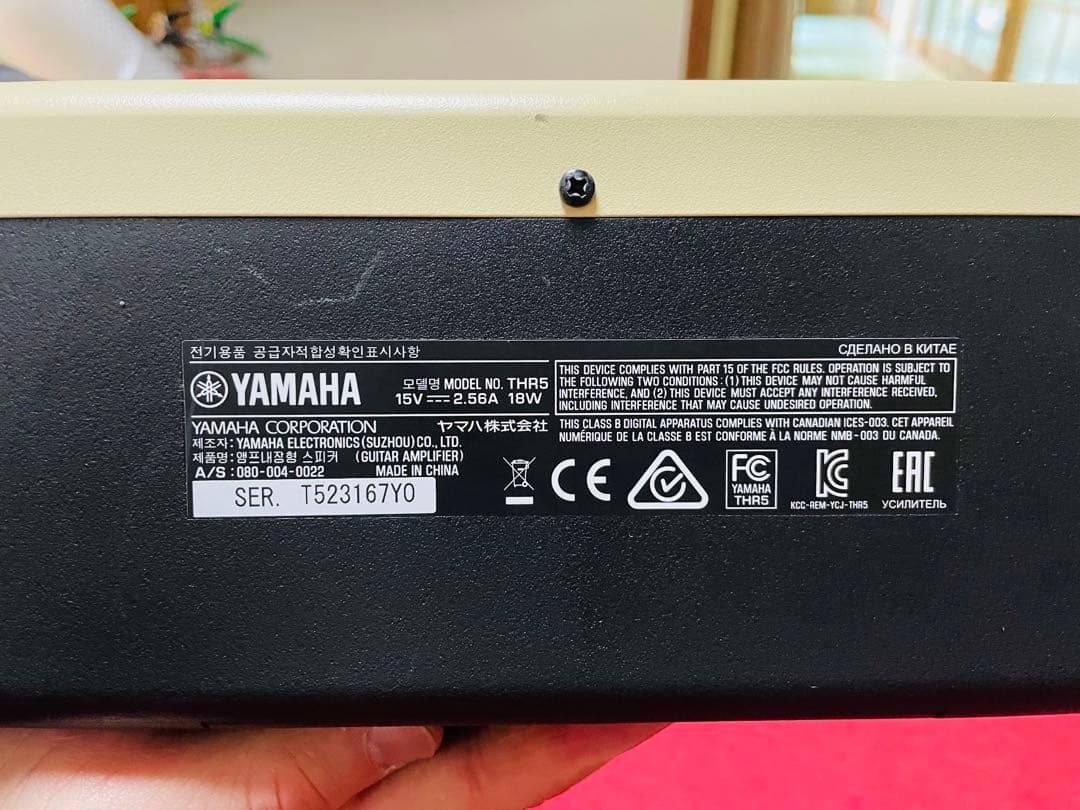 전기용품 공급자적합성확인표시사항
СДЕЛАНО В КИТАЕ
YAMAHA
모델명 MODEL NO. THR5
15V 2.56A 18W
THIS DEVICE COMPLIES WITH PART 15 OF THE FCC RULES. OPERATION IS SUBJECT TO
THE FOLLOWING TWO CONDITIONS : (1) THIS DEVICE MAY NOT CAUSE HARMFUL
INTERFERENCE, AND (2) THIS DEVICE MUST ACCEPT ANY INTERFERENCE RECEIVED,
INCLUDING INTERFERENCE THAT MAY CAUSE UNDESIRED OPERATION.
YAMAHA CORPORATION ヤマハ株式会社
THIS CLASS B DIGITAL APPARATUS COMPLIES WITH CANADIAN ICES-003. CET APPAREIL
NUMÉRIQUE DE LA CLASSE B EST CONFORME À LA NORME NMB-003 DU CANADA.
제조자 : YAMAHA ELECTRONICS (SUZHOU) CO., LTD.
제품명 : 앰프내장형 스피커 (GUITAR AMPLIFIER)
A/S : 080-004-0022 MADE IN CHINA
SER. T523167YO
CE
FC
YAMAHA
THR5
KC
KCC-REM-YCJ-THR5
EAC
УСИЛИТЕЛЬ